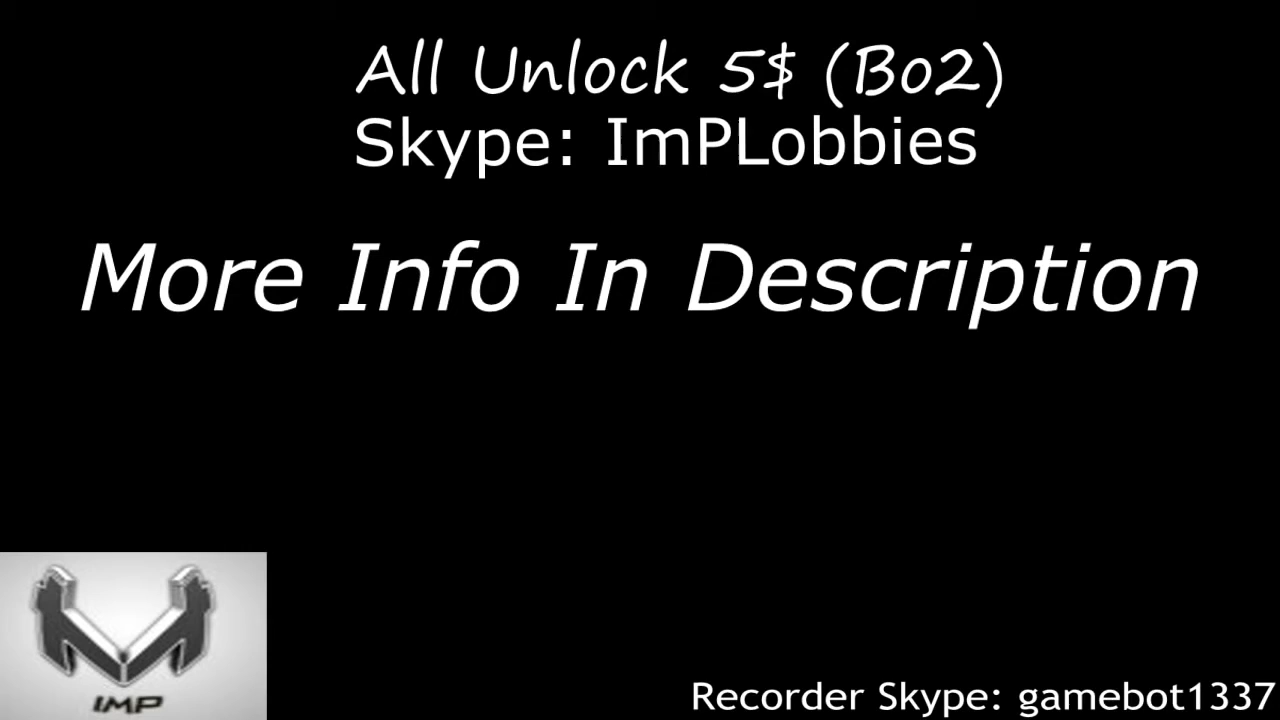 All Unlock 5$ (Bo2)
Skype: ImPLobbies
More Info In Description
IMP
Recorder Skype: gamebot1337